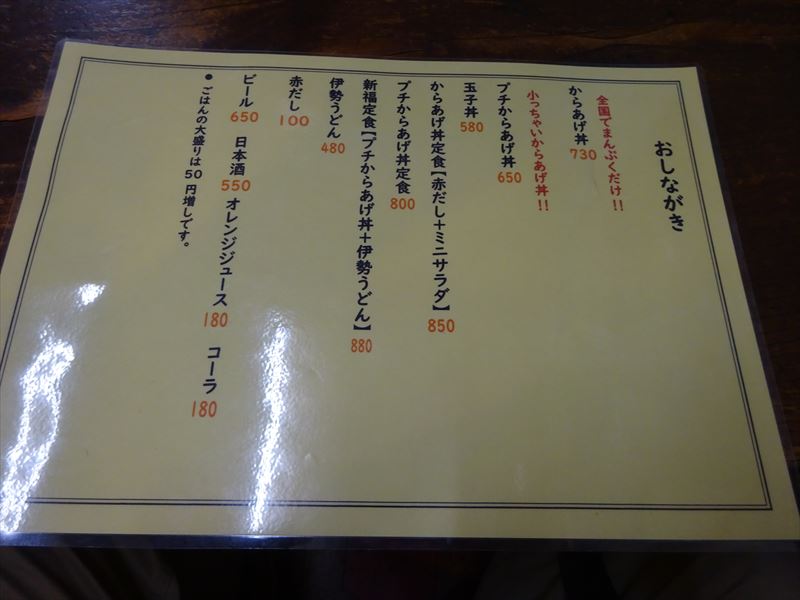 おしながき
全国でまんぷくだけ!!
からあげ丼 730
小っちゃいからあげ丼!!
プチからあげ丼 650
玉子丼 580
からあげ丼定食【赤だし+ミニサラダ】 850
プチからあげ丼定食 800
新福定食【プチからあげ丼+伊勢うどん】 880
伊勢うどん 480
赤だし 100
ビール 650 日本酒 550 オレンジジュース 180 コーラ 180
● ごはんの大盛りは50円増しです。